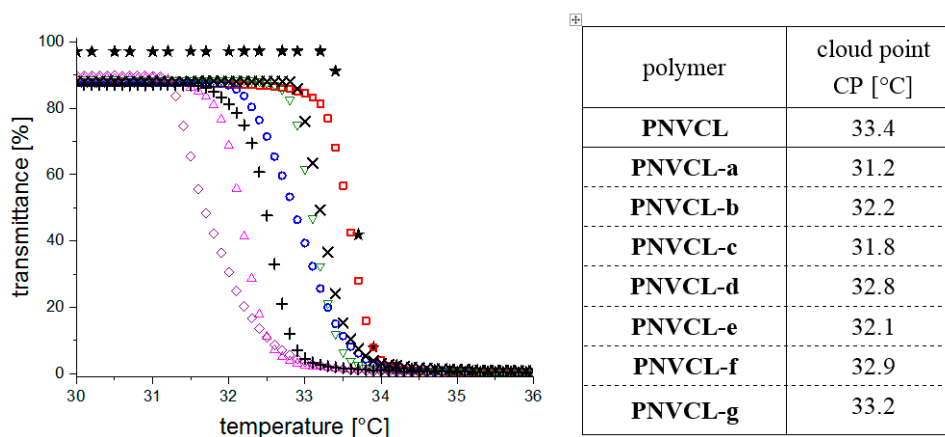 100
80
60
40
20
0
30 31 32 33 34 35 36
transmittance [%]
temperature [°C]
polymer cloud point
CP [°C]
PNVCL 33.4
PNVCL-a 31.2
PNVCL-b 32.2
PNVCL-c 31.8
PNVCL-d 32.8
PNVCL-e 32.1
PNVCL-f 32.9
PNVCL-g 33.2